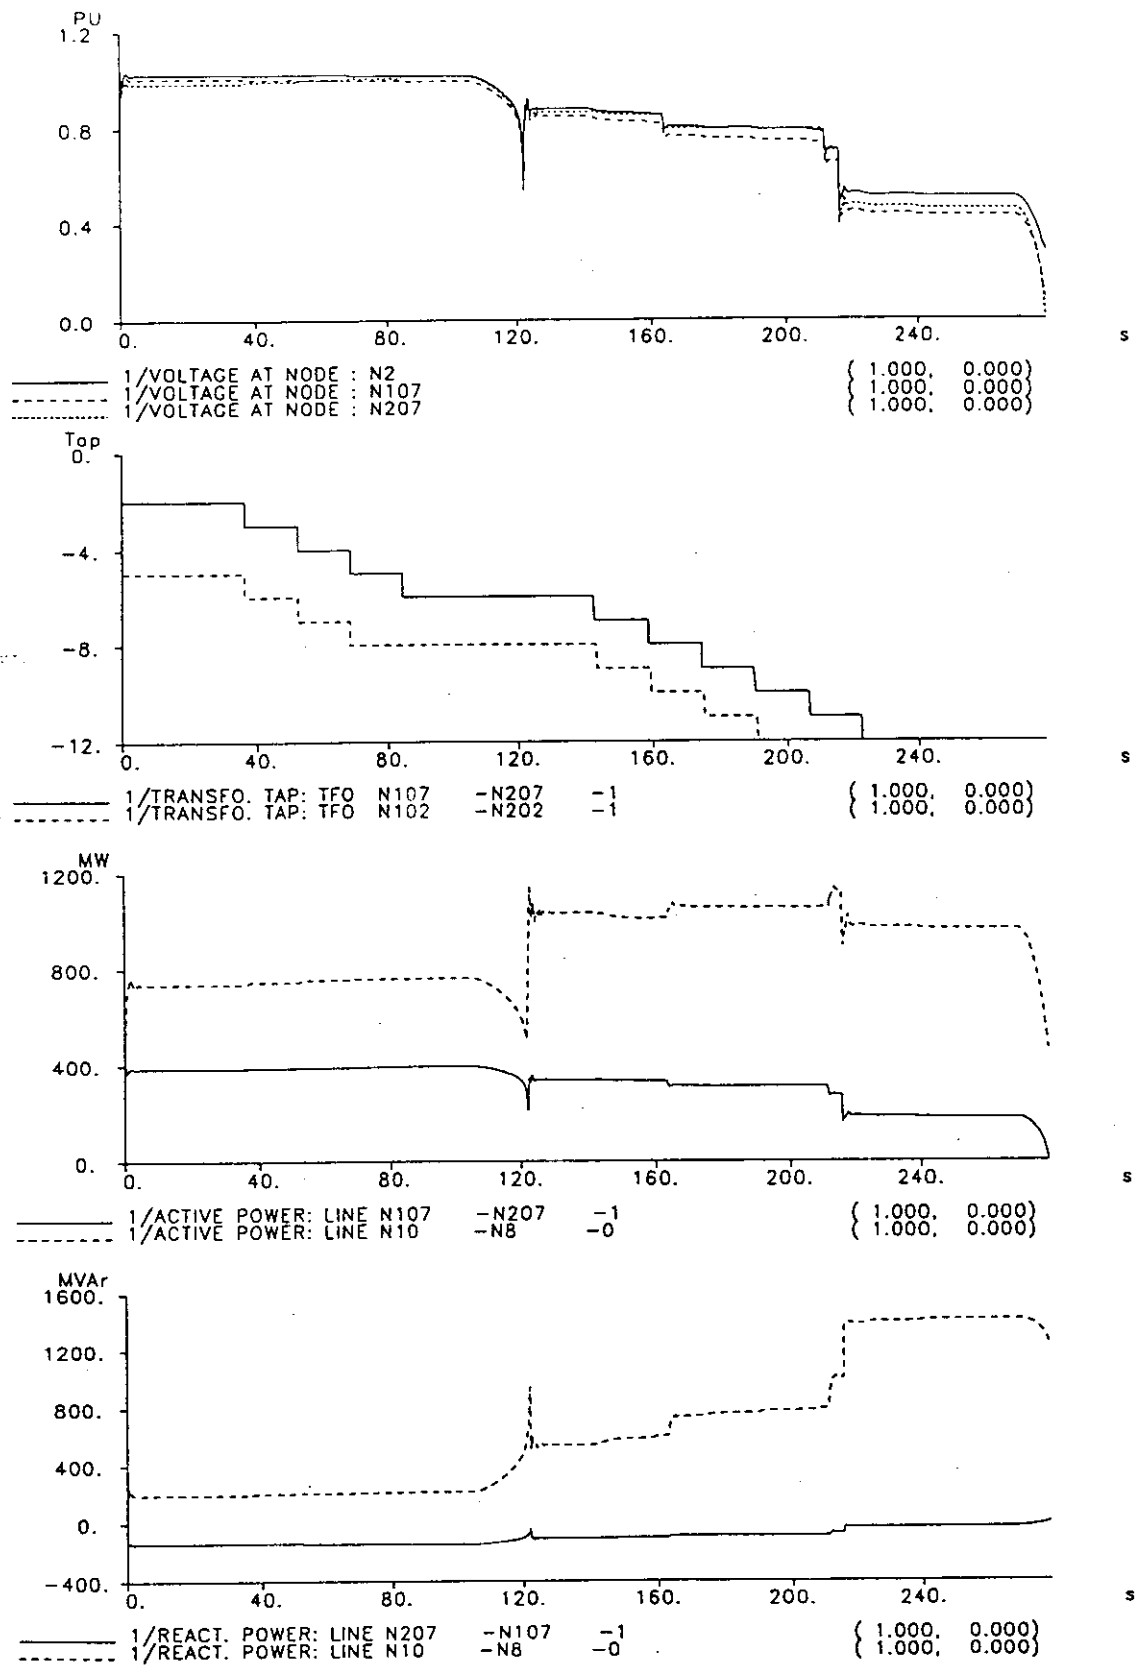 PU
1.2
0.8
0.4
0.0
0. 40. 80. 120. 160. 200. 240. s
1/VOLTAGE AT NODE : N2 ( 1.000, 0.000)
1/VOLTAGE AT NODE : N107 ( 1.000, 0.000)
1/VOLTAGE AT NODE : N207 ( 1.000, 0.000)
Tap
0.
-4.
-8.
-12.
0. 40. 80. 120. 160. 200. 240. s
1/TRANSFO. TAP: TFO N107 -N207 -1 ( 1.000, 0.000)
1/TRANSFO. TAP: TFO N102 -N202 -1 ( 1.000, 0.000)
MW
1200.
800.
400.
0.
0. 40. 80. 120. 160. 200. 240. s
1/ACTIVE POWER: LINE N107 -N207 -1 ( 1.000, 0.000)
1/ACTIVE POWER: LINE N10 -N8 -0 ( 1.000, 0.000)
MVAr
1600.
1200.
800.
400.
0.
-400.
0. 40. 80. 120. 160. 200. 240. s
1/REACT. POWER: LINE N207 -N107 -1 ( 1.000, 0.000)
1/REACT. POWER: LINE N10 -N8 -0 ( 1.000, 0.000)